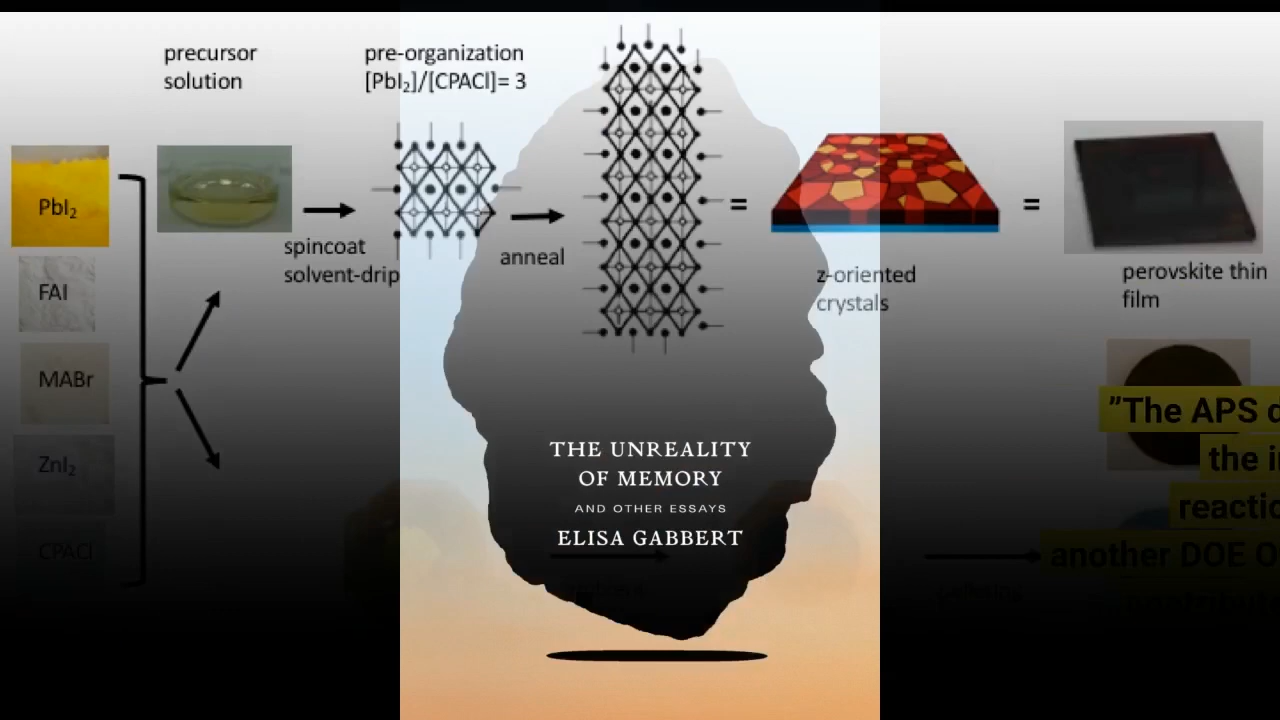 precursor
solution
pre-organization
[PbI₂]/[CPACl]= 3
PbI₂
FAI
MABr
ZnI₂
CPACl
spincoat
solvent-drip
anneal
=
=
z-oriented
crystals
perovskite thin
film
"The APS
the
another DOE
THE UNREALITY
OF MEMORY
AND OTHER ESSAYS
ELISA GABBERT